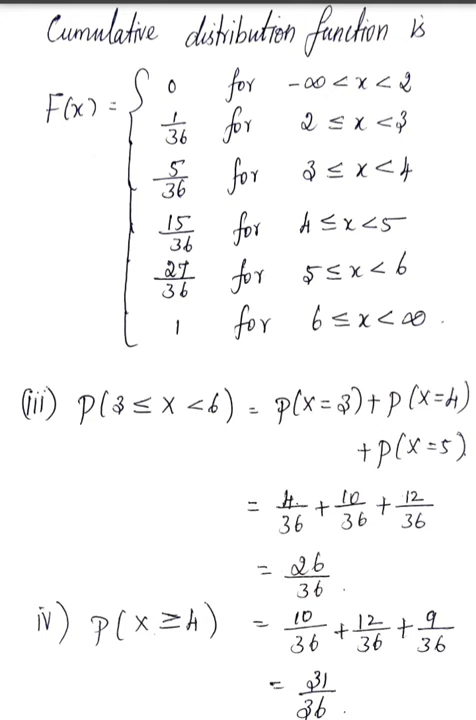 Cumulative distribution function is
F(x) = { 0 for -∞ < x < 2
1/36 for 2 ≤ x < 3
5/36 for 3 ≤ x < 4
15/36 for 4 ≤ x < 5
27/36 for 5 ≤ x < 6
1 for 6 ≤ x < ∞ .
(iii) P(3 ≤ X < 6) = P(X = 3) + P(X = 4)
+ P(X = 5)
= 4/36 + 10/36 + 12/36
= 26/36 .
iv) P(X ≥ 4) = 10/36 + 12/36 + 9/36
= 31/36 .